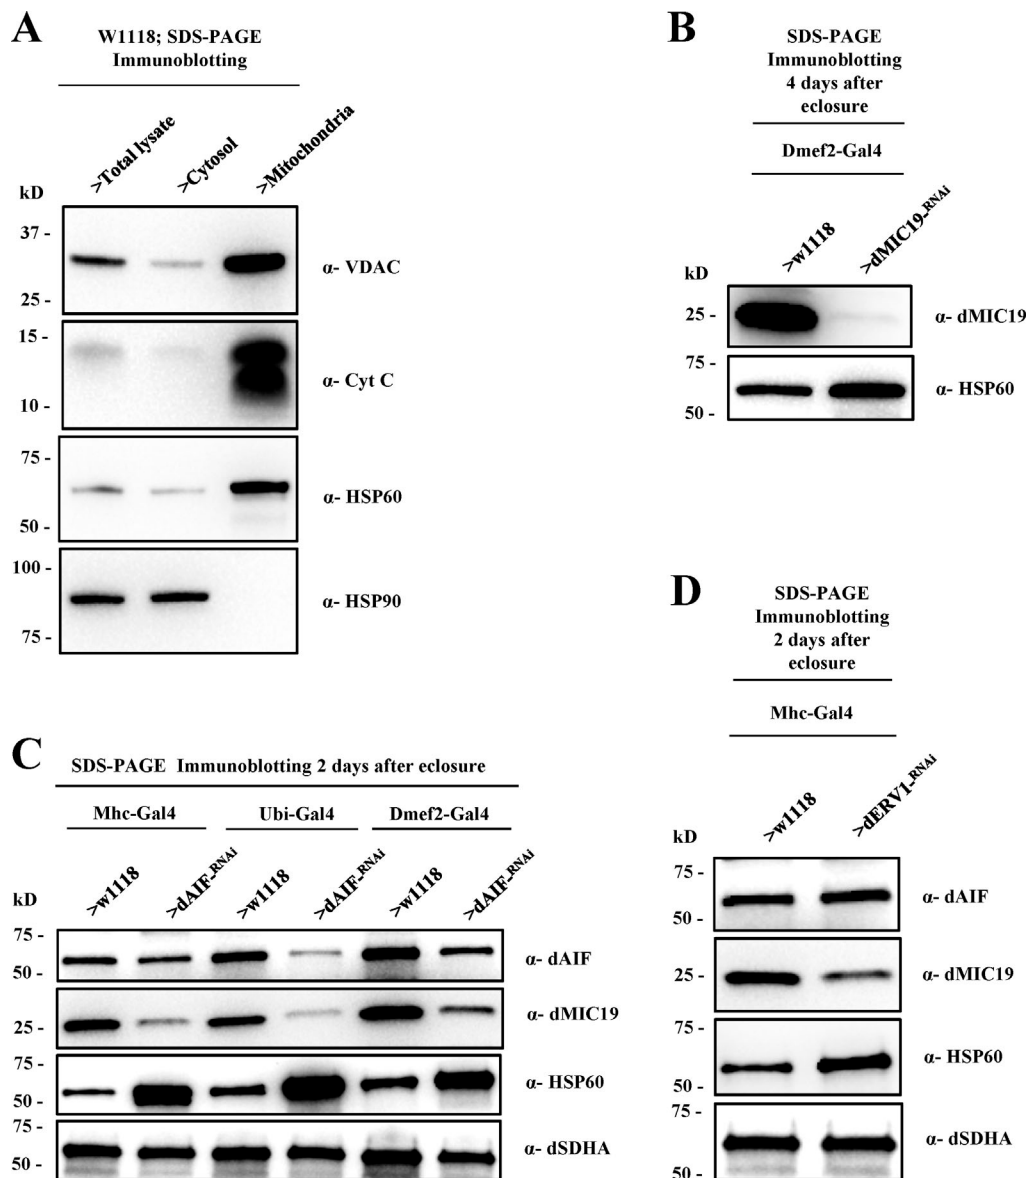 A
W1118; SDS-PAGE
Immunoblotting
>Total lysate
>Cytosol
>Mitochondria
kD
37 -
α- VDAC
25 -
15 -
α- Cyt C
10 -
75 -
α- HSP60
50 -
100 -
α- HSP90
75 -
B
SDS-PAGE
Immunoblotting
4 days after
eclosure
Dmef2-Gal4
>w1118
>dMIC19-RNAi
kD
25 -
α- dMIC19
75 -
α- HSP60
50 -
C
SDS-PAGE Immunoblotting 2 days after eclosure
Mhc-Gal4 Ubi-Gal4 Dmef2-Gal4
>w1118
>dAIF-RNAi
>w1118
>dAIF-RNAi
>w1118
>dAIF-RNAi
kD
75 -
α- dAIF
50 -
α- dMIC19
25 -
75 -
α- HSP60
50 -
75 -
α- dSDHA
50 -
D
SDS-PAGE
Immunoblotting
2 days after
eclosure
Mhc-Gal4
>w1118
>dERV1-RNAi
kD
75 -
α- dAIF
50 -
25-
α- dMIC19
75 -
α- HSP60
50 -
75 -
α- dSDHA
50 -